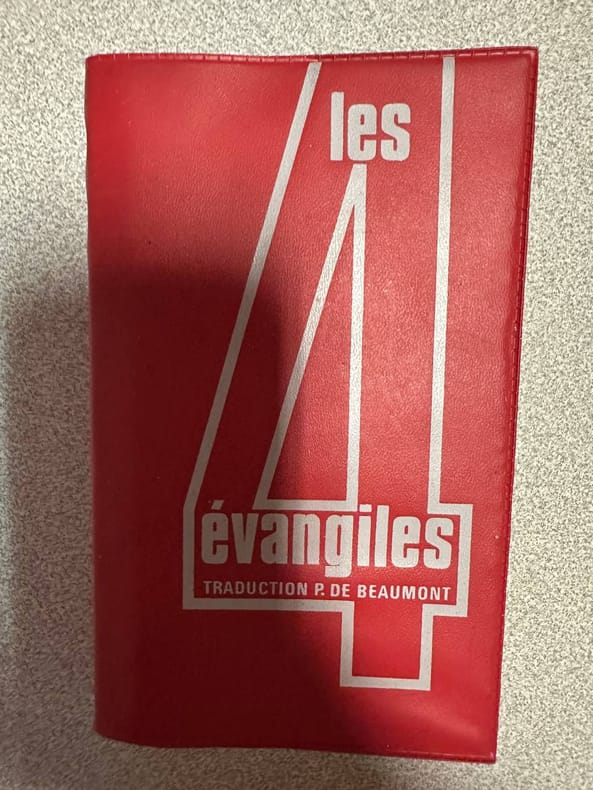 les
4
évangiles
TRADUCTION P. DE BEAUMONT